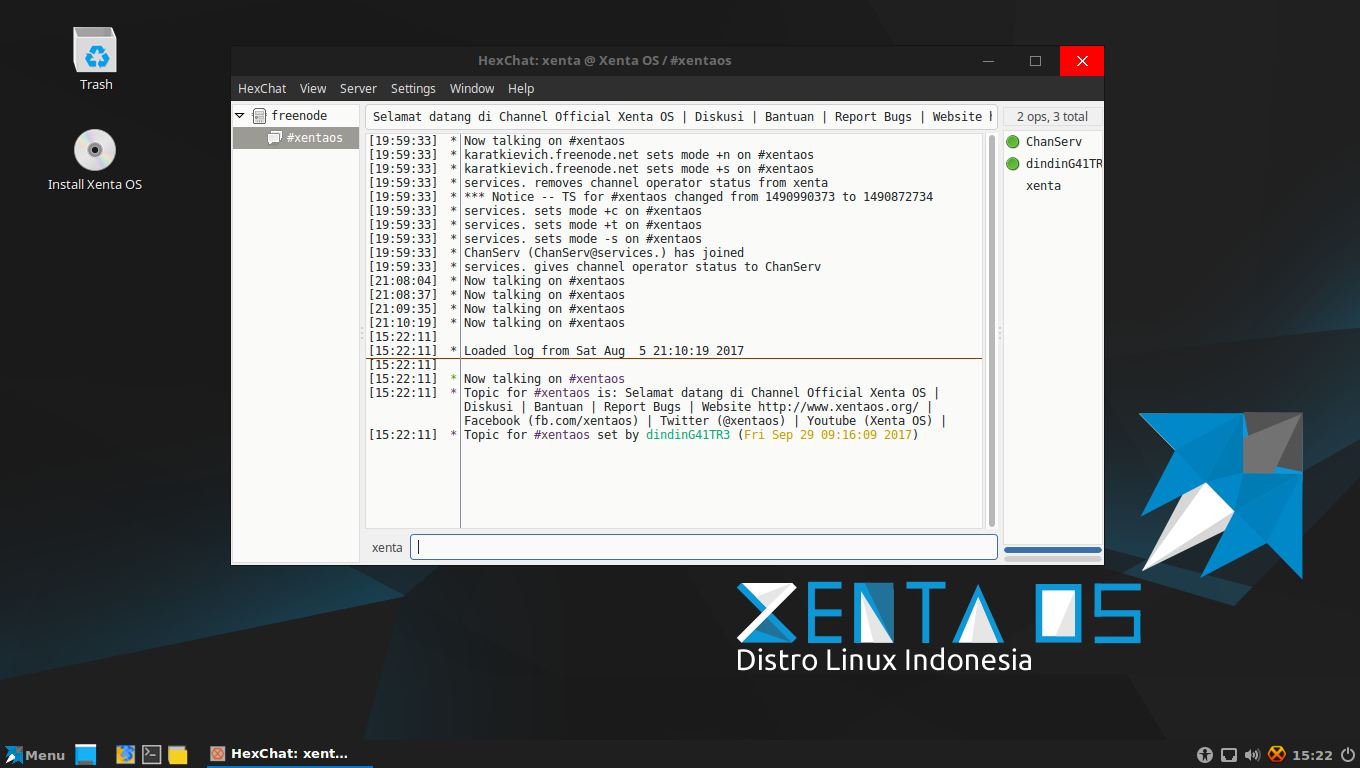 Trash
Install Xenta OS
HexChat: xenta @ Xenta OS / #xentaos
HexChat View Server Settings Window Help
freenode
#xentaos
Selamat datang di Channel Official Xenta OS | Diskusi | Bantuan | Report Bugs | Website
[19:59:33] * Now talking on #xentaos
[19:59:33] * karatkievich.freenode.net sets mode +n on #xentaos
[19:59:33] * karatkievich.freenode.net sets mode +s on #xentaos
[19:59:33] * services. removes channel operator status from xenta
[19:59:33] * *** Notice -- TS for #xentaos changed from 1490990373 to 1490872734
[19:59:33] * services. sets mode +c on #xentaos
[19:59:33] * services. sets mode +t on #xentaos
[19:59:33] * services. sets mode -s on #xentaos
[19:59:33] * ChanServ (ChanServ@services.) has joined
[19:59:33] * services. gives channel operator status to ChanServ
[21:08:04] * Now talking on #xentaos
[21:08:37] * Now talking on #xentaos
[21:09:35] * Now talking on #xentaos
[21:10:19] * Now talking on #xentaos
[15:22:11]
[15:22:11] * Loaded log from Sat Aug  5 21:10:19 2017
[15:22:11]
[15:22:11] * Now talking on #xentaos
[15:22:11] * Topic for #xentaos is: Selamat datang di Channel Official Xenta OS |
Diskusi | Bantuan | Report Bugs | Website http://www.xentaos.org/ |
Facebook (fb.com/xentaos) | Twitter (@xentaos) | Youtube (Xenta OS) |
[15:22:11] * Topic for #xentaos set by dindinG41TR3 (Fri Sep 29 09:16:09 2017)
2 ops, 3 total
ChanServ
dindinG41TR
xenta
xenta
XENTA OS
Distro Linux Indonesia
Menu
HexChat: xent...
15:22